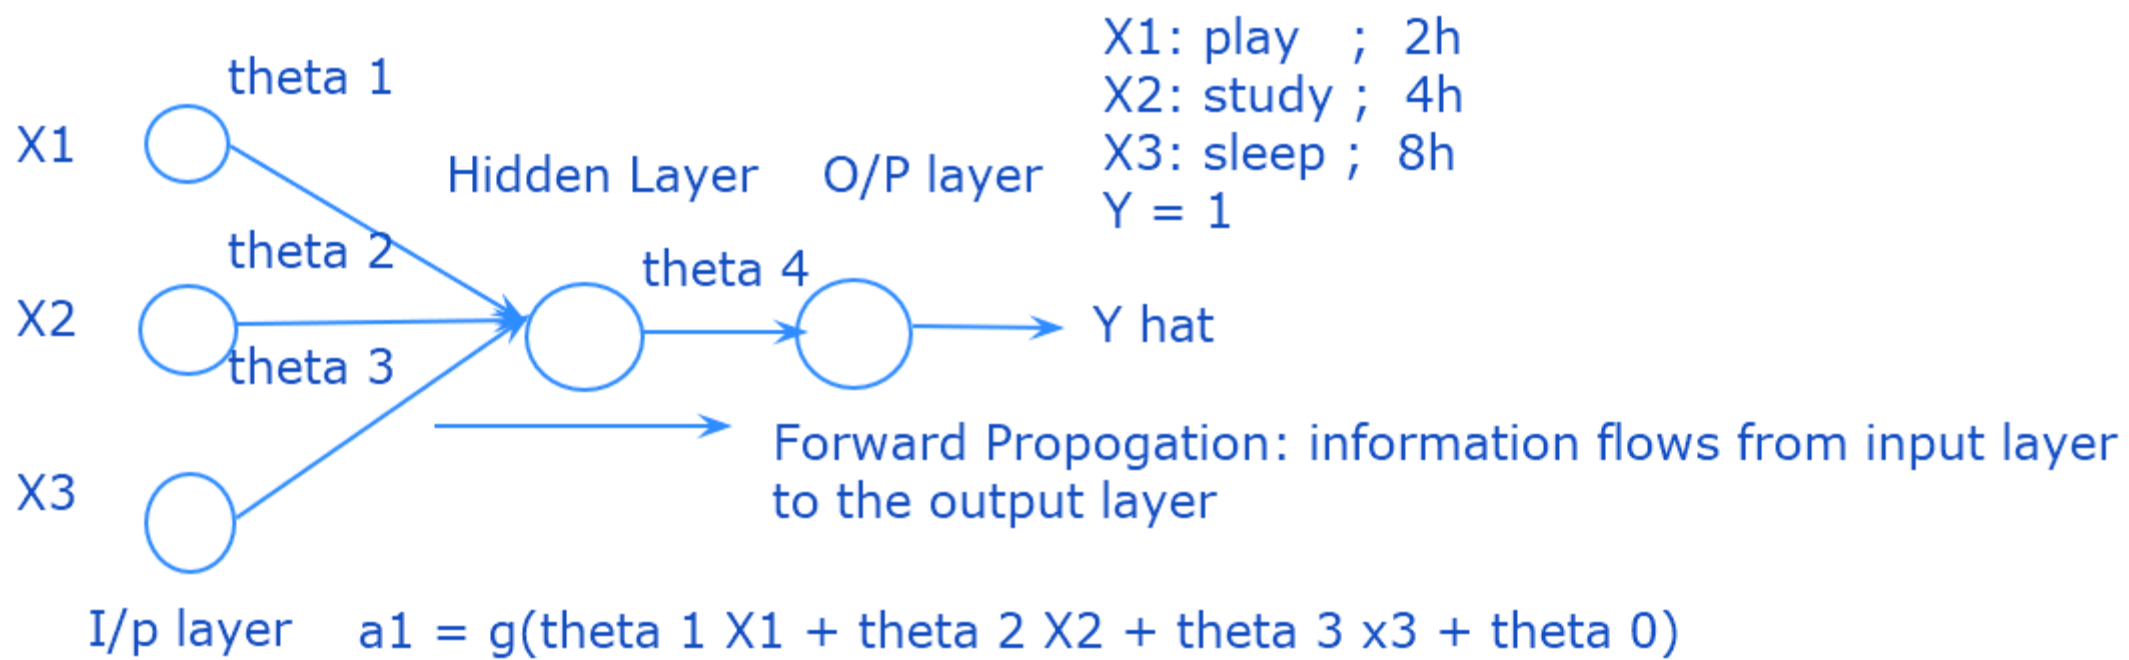 X1: play ; 2h
X2: study ; 4h
X3: sleep ; 8h
Y = 1
theta 1
X1
Hidden Layer
O/P layer
theta 2
theta 4
X2
Y hat
theta 3
Forward Propogation: information flows from input layer
to the output layer
X3
I/p layer
a1 = g(theta 1 X1 + theta 2 X2 + theta 3 x3 + theta 0)